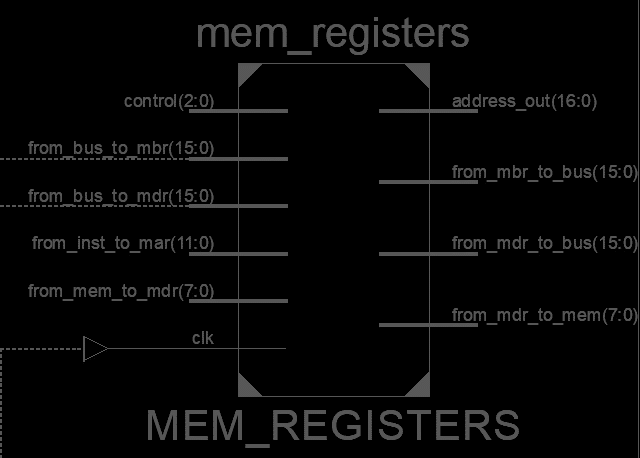 mem_registers
control(2:0)
address_out(16:0)
from_bus_to_mbr(15:0)
from_mbr_to_bus(15:0)
from_bus_to_mdr(15:0)
from_inst_to_mar(11:0)
from_mdr_to_bus(15:0)
from_mem_to_mdr(7:0)
from_mdr_to_mem(7:0)
clk
MEM_REGISTERS